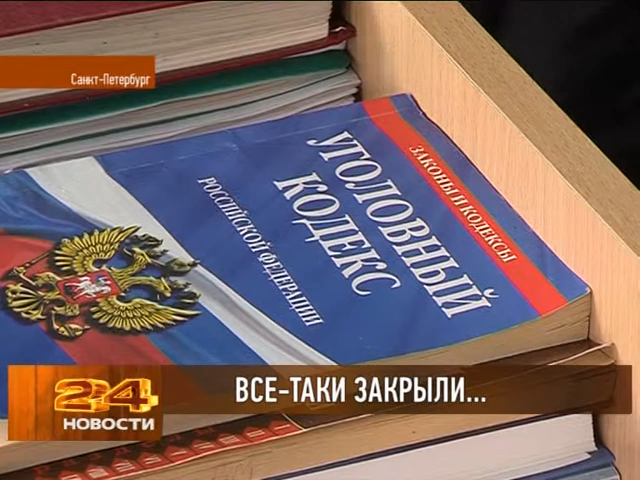 Санкт-Петербург
ЗАКОНЫ И КОДЕКСЫ
УГОЛОВНЫЙ
КОДЕКС
РОССИЙСКОЙ ФЕДЕРАЦИИ
24
НОВОСТИ
ВСЕ-ТАКИ ЗАКРЫЛИ...